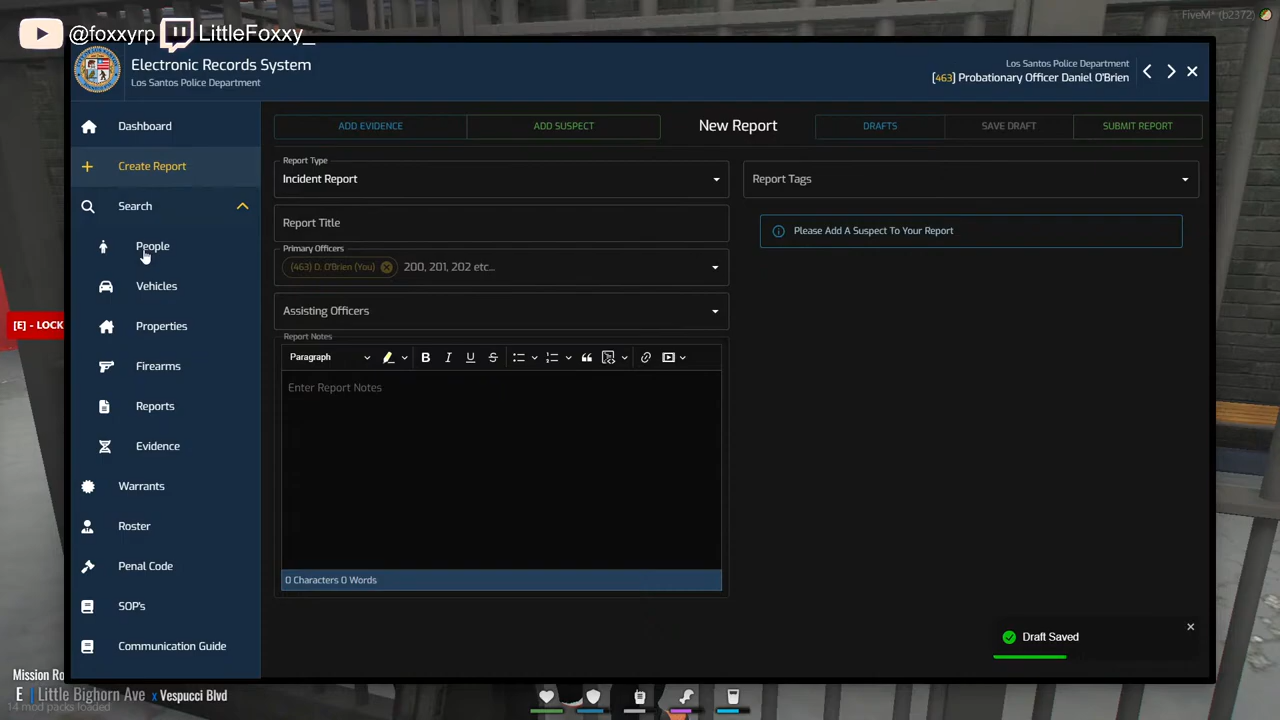 @foxxyrp LittleFoxxy_
FiveM* (b2372)
Electronic Records System
Los Santos Police Department
Los Santos Police Department
[463] Probationary Officer Daniel O'Brien
Dashboard
Create Report
Search
People
Vehicles
Properties
Firearms
Reports
Evidence
Warrants
Roster
Penal Code
SOP's
Communication Guide
ADD EVIDENCE
ADD SUSPECT
New Report
DRAFTS
SAVE DRAFT
SUBMIT REPORT
Report Type
Incident Report
Report Tags
Report Title
Please Add A Suspect To Your Report
Primary Officers
(463) D. O'Brien (You) 200, 201, 202 etc...
Assisting Officers
Report Notes
Paragraph B I U S
Enter Report Notes
0 Characters 0 Words
Draft Saved
[E] - LOCK
Mission Ro
E Little Bighorn Ave x Vespucci Blvd
14 mod packs loaded